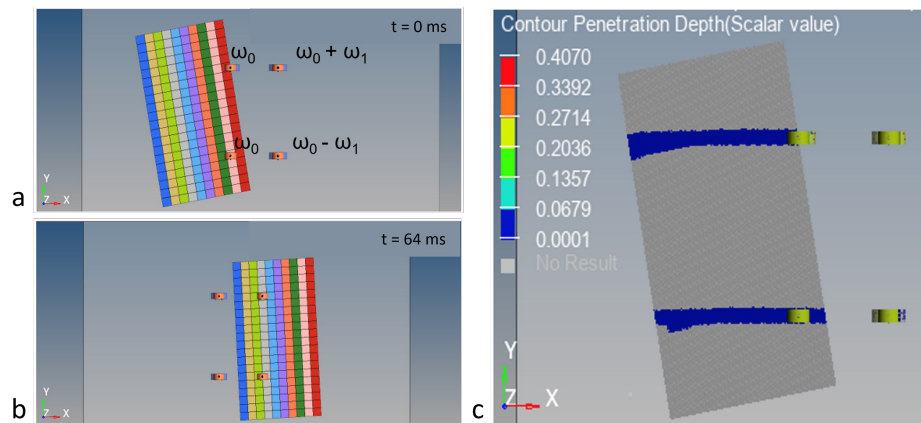 a
t = 0 ms
ω₀
ω₀ + ω₁
ω₀
ω₀ - ω₁
Y
Z X
b
t = 64 ms
Y
Z X
c
Contour Penetration Depth(Scalar value)
0.4070
0.3392
0.2714
0.2036
0.1357
0.0679
0.0001
No Result
Y
Z X